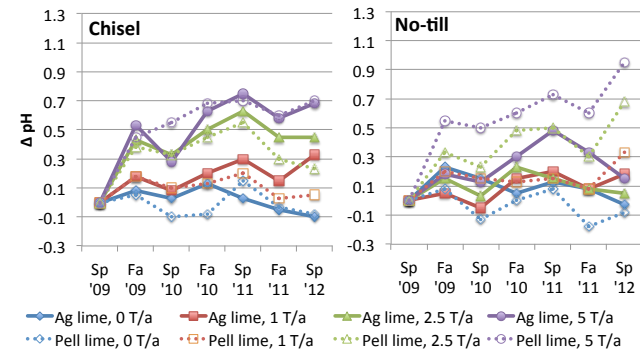 Chisel
No-till
Δ pH
1.3
1.1
0.9
0.7
0.5
0.3
0.1
-0.1
-0.3
1.3
1.1
0.9
0.7
0.5
0.3
0.1
-0.1
-0.3
Sp Fa Sp Fa Sp Fa Sp
'09 '09 '10 '10 '11 '11 '12
Sp Fa Sp Fa Sp Fa Sp
'09 '09 '10 '10 '11 '11 '12
Ag lime, 0 T/a Ag lime, 1 T/a Ag lime, 2.5 T/a Ag lime, 5 T/a
Pell lime, 0 T/a Pell lime, 1 T/a Pell lime, 2.5 T/a Pell lime, 5 T/a